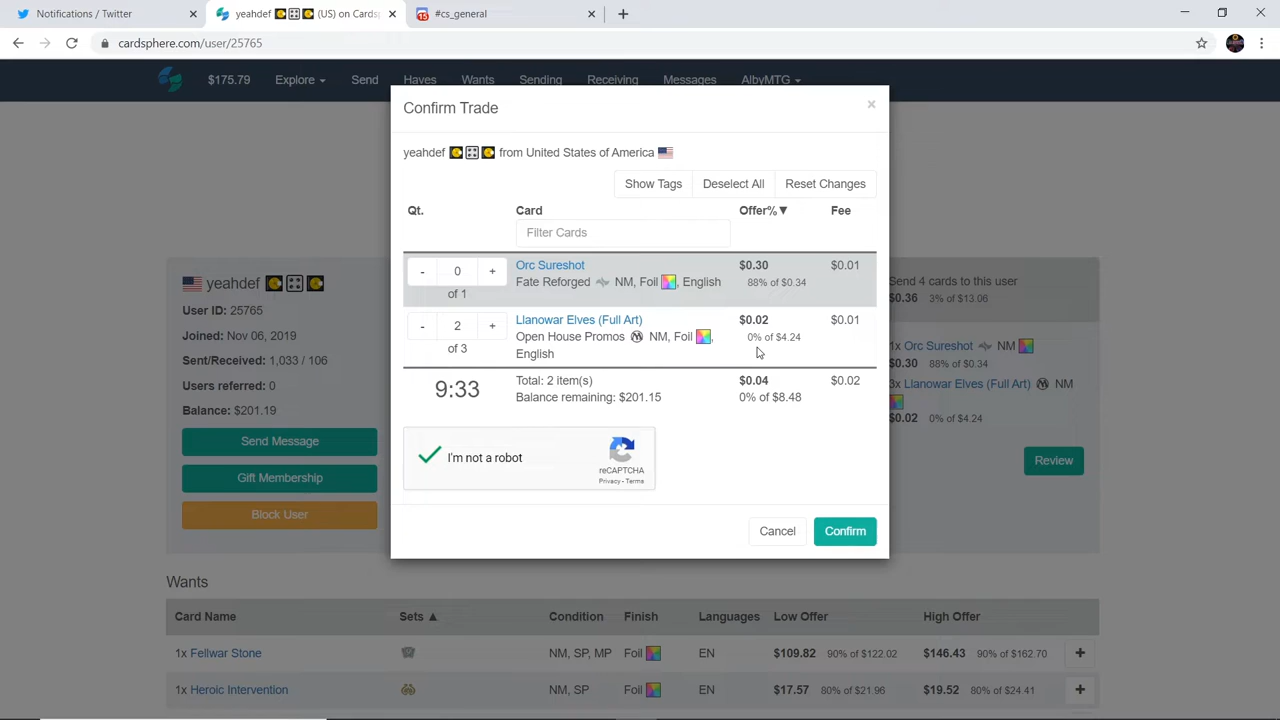 Notifications / Twitter
yeahdef (US) on Cards
15
#cs_general
cardsphere.com/user/25765
$175.79
Explore
Send
Haves
Wants
Sending
Receiving
Messages
AlbyMTG
Confirm Trade
×
yeahdef from United States of America
Show Tags
Deselect All
Reset Changes
Qt.
Card
Offer%▼
Fee
Filter Cards
- 0 +
of 1
Orc Sureshot
Fate Reforged NM, Foil , English
$0.30
88% of $0.34
$0.01
- 2 +
of 3
Llanowar Elves (Full Art)
Open House Promos NM, Foil ,
English
$0.02
0% of $4.24
$0.01
9:33
Total: 2 item(s)
Balance remaining: $201.15
$0.04
0% of $8.48
$0.02
I'm not a robot
reCAPTCHA
Privacy - Terms
Cancel
Confirm
yeahdef
User ID: 25765
Joined: Nov 06, 2019
Sent/Received: 1,033 / 106
Users referred: 0
Balance: $201.19
Send Message
Gift Membership
Block User
Send 4 cards to this user
$0.36 3% of $13.06
1x Orc Sureshot NM
$0.30 88% of $0.34
3x Llanowar Elves (Full Art) NM
$0.02 0% of $4.24
Review
Wants
Card Name
Sets ▲
Condition
Finish
Languages
Low Offer
High Offer
1x Fellwar Stone
NM, SP, MP
Foil
EN
$109.82 90% of $122.02
$146.43 90% of $162.70
+
1x Heroic Intervention
NM, SP
Foil
EN
$17.57 80% of $21.96
$19.52 80% of $24.41
+